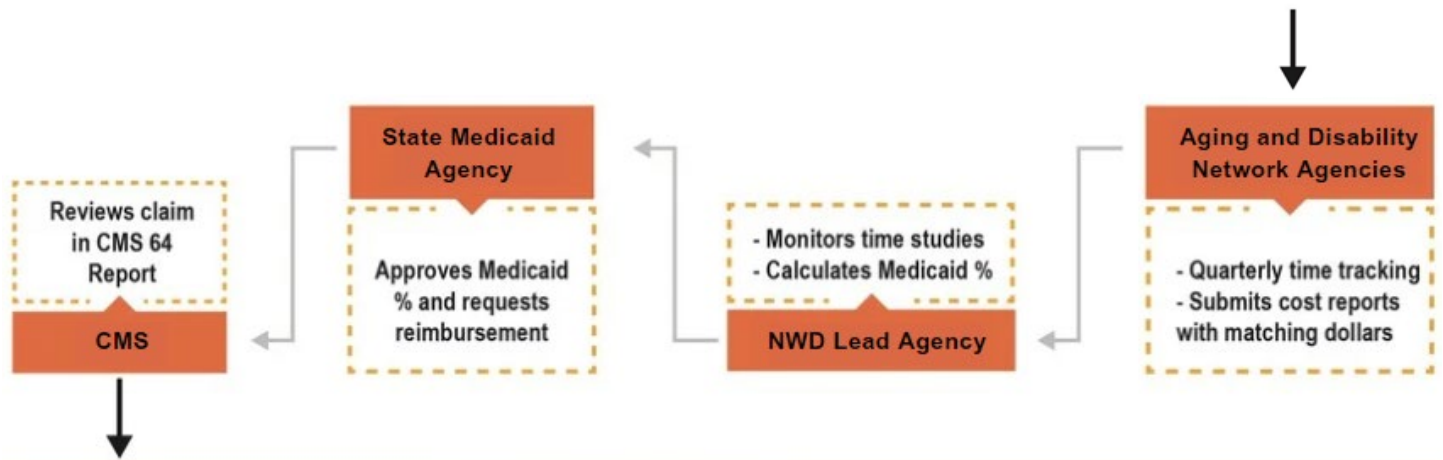 State Medicaid
Agency
Aging and Disability
Network Agencies
Reviews claim
in CMS 64
Report
CMS
Approves Medicaid
% and requests
reimbursement
- Monitors time studies
- Calculates Medicaid %
NWD Lead Agency
- Quarterly time tracking
- Submits cost reports
with matching dollars